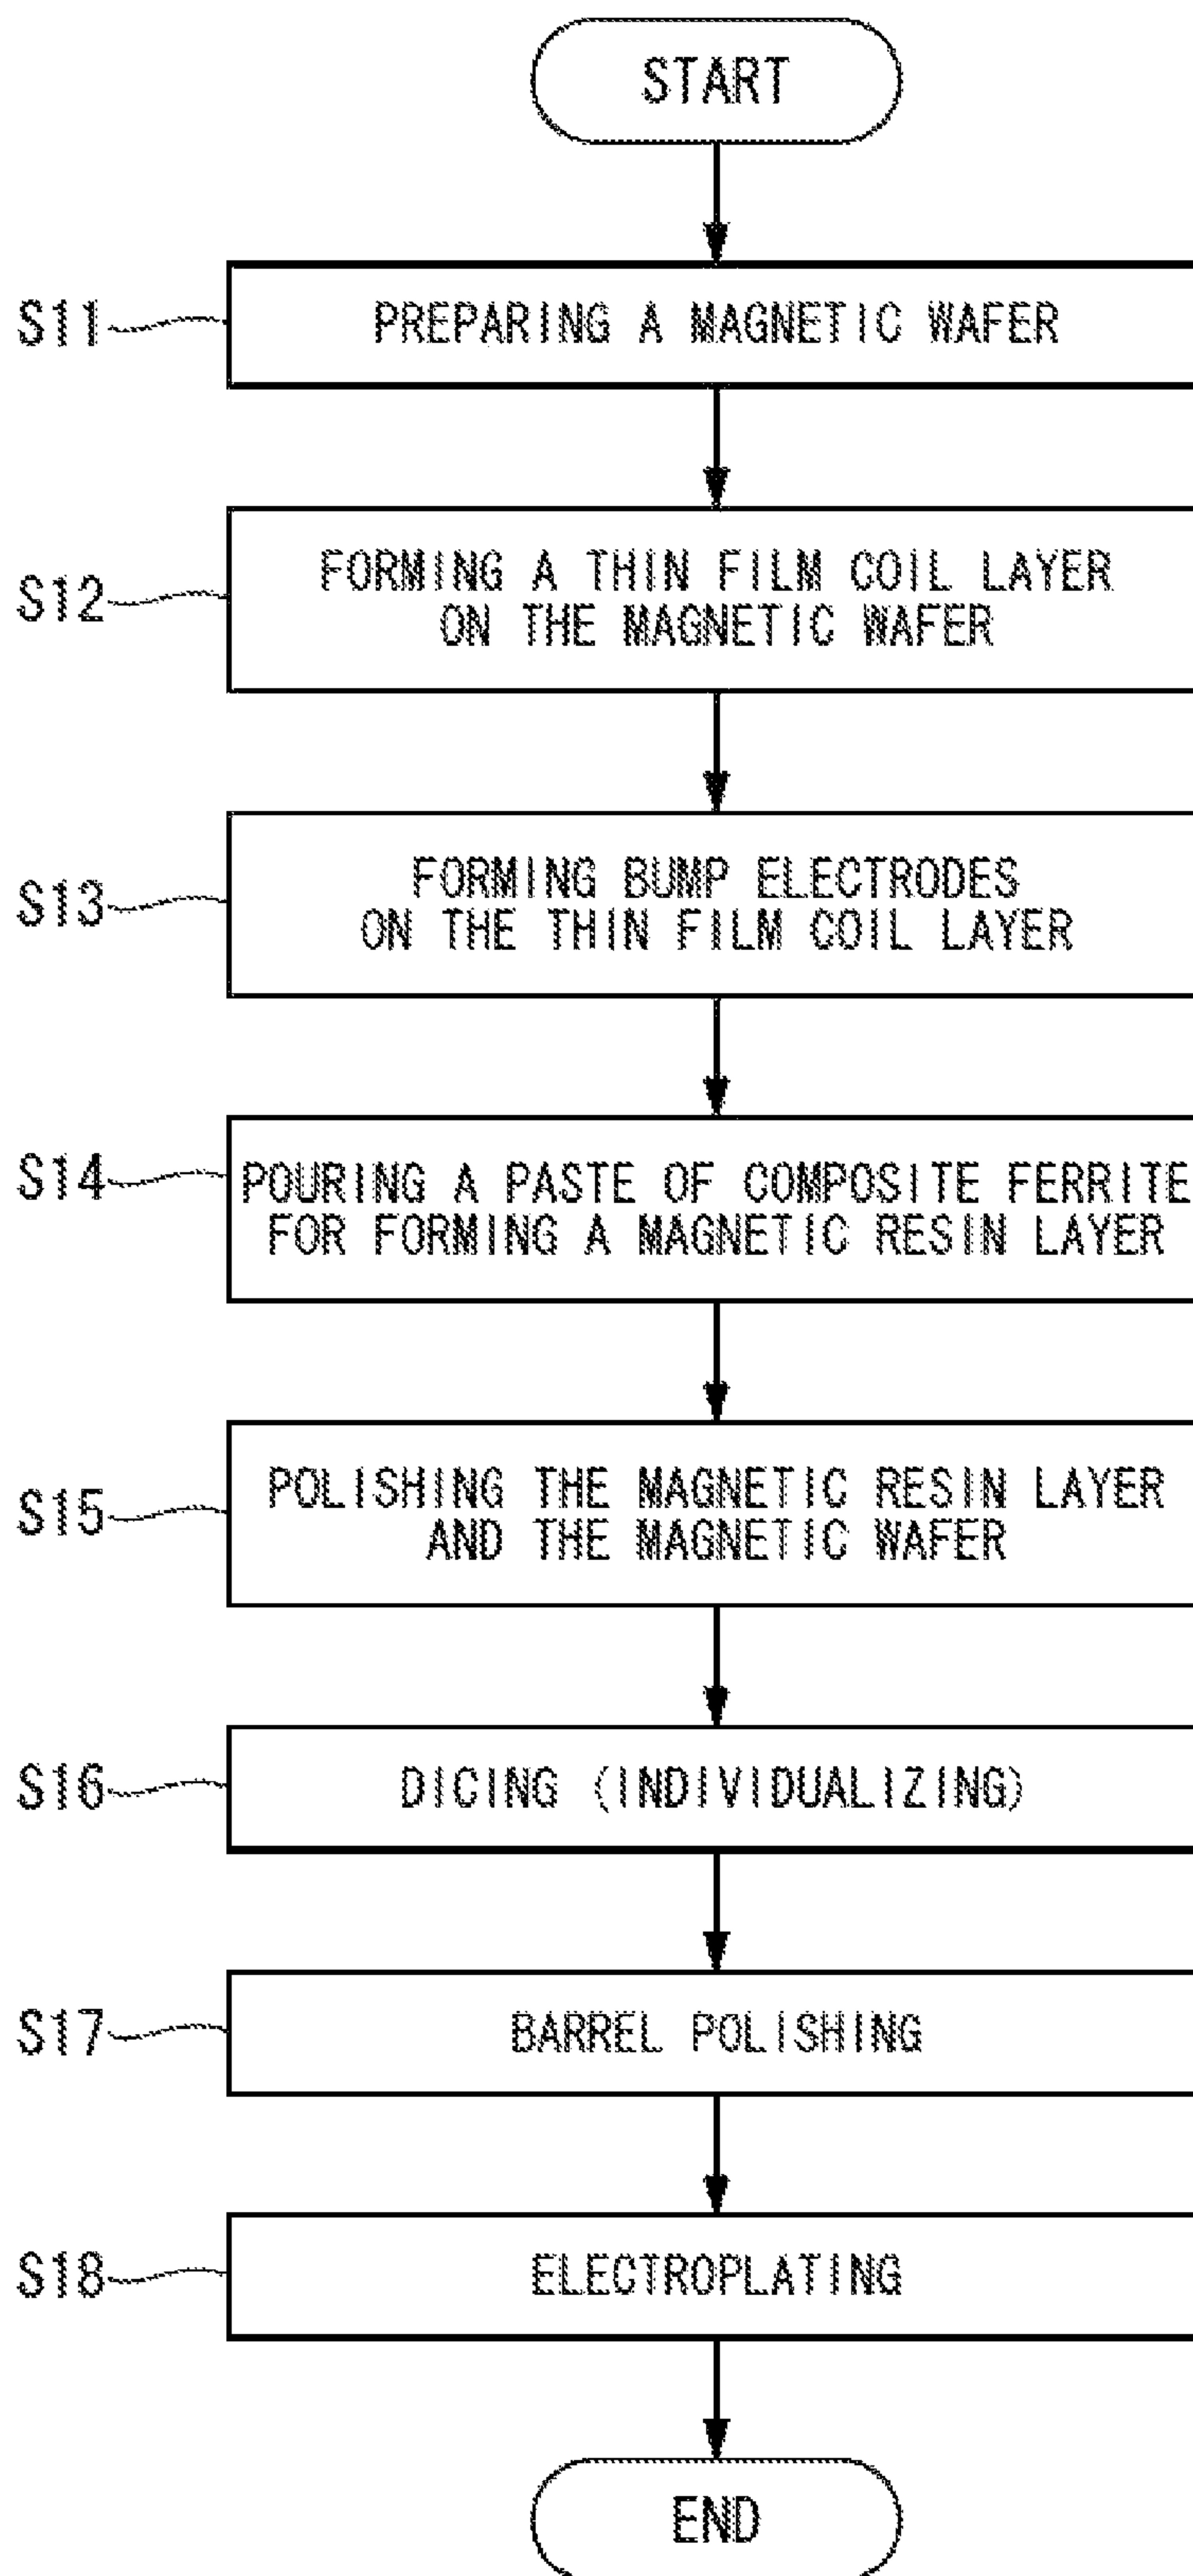 START
S11
PREPARING A MAGNETIC WAFER
S12
FORMING A THIN FILM COIL LAYER
ON THE MAGNETIC WAFER
S13
FORMING BUMP ELECTRODES
ON THE THIN FILM COIL LAYER
S14
POURING A PASTE OF COMPOSITE FERRITE
FOR FORMING A MAGNETIC RESIN LAYER
S15
POLISHING THE MAGNETIC RESIN LAYER
AND THE MAGNETIC WAFER
S16
DICING (INDIVIDUALIZING)
S17
BARREL POLISHING
S18
ELECTROPLATING
END